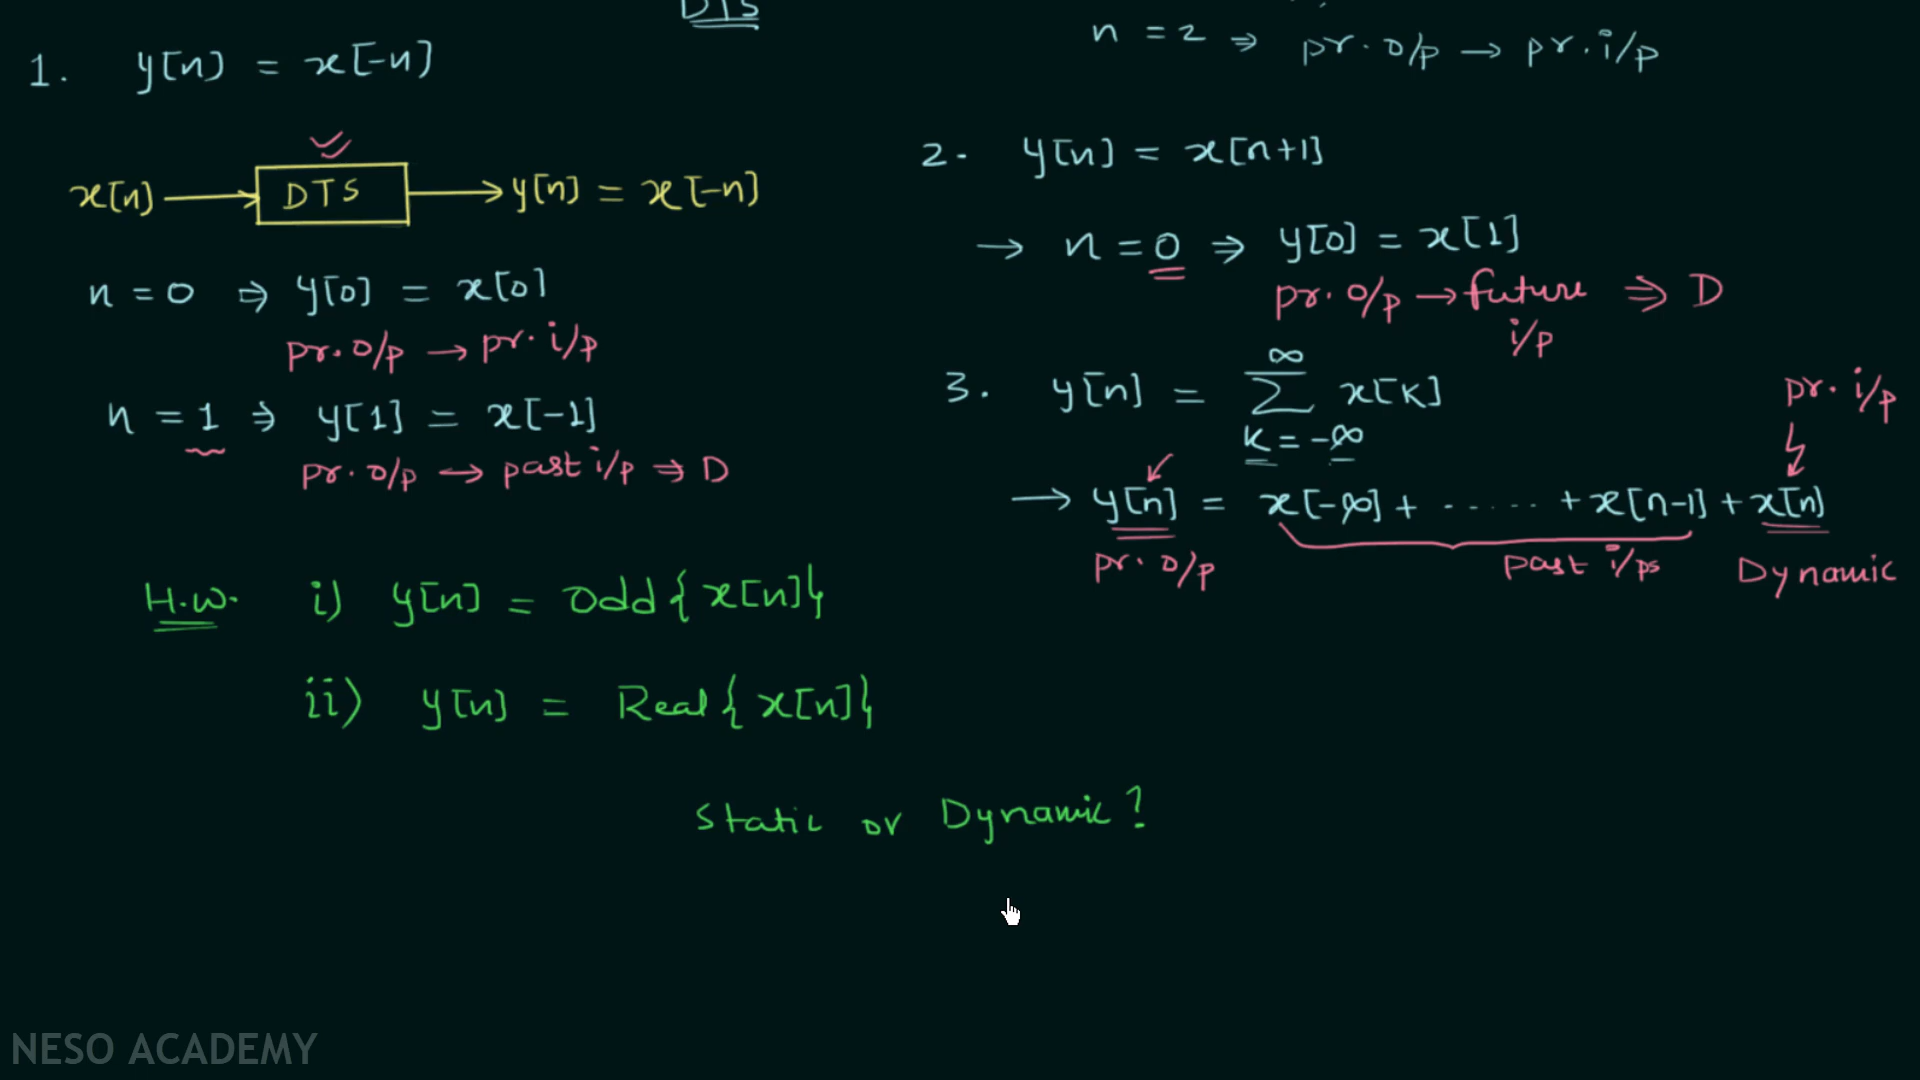 DTS
1. y[n] = x[-n]
x[n] → DTS → y[n] = x[-n]
n = 0 ⇒ y[0] = x[0]
pr. o/p → pr. i/p
n = 1 ⇒ y[1] = x[-1]
pr. o/p → past i/p ⇒ D
n = 2 ⇒ pr. o/p → pr. i/p
2. y[n] = x[n+1]
→ n = 0 ⇒ y[0] = x[1]
pr. o/p → future ⇒ D
i/p
3. y[n] = ∞ ∑ k = -∞ x[k]
pr. i/p
→ y[n] = x[-∞] + ...... + x[n-1] + x[n]
pr. o/p past i/ps Dynamic
H.W. i) y[n] = Odd{x[n]}
ii) y[n] = Real{x[n]}
Static or Dynamic?
NESO ACADEMY